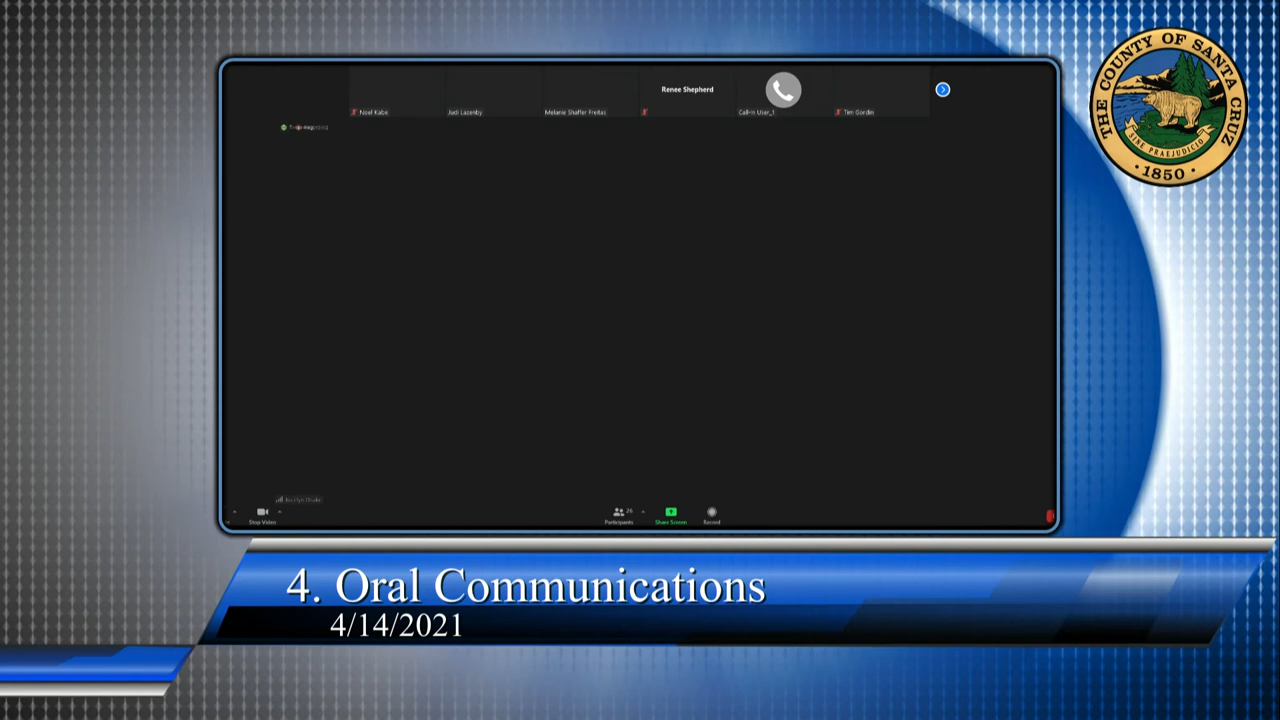 Renee Shepherd
Noel Kabe
Judi Lazenby
Melanie Shaffer Freitas
Call-in User_1
Tim Gordin
Stop Video
Participants
26
Share Screen
Record
THE COUNTY OF SANTA CRUZ
SINE PRAEJUDICIO
• 1850 •
4. Oral Communications
4/14/2021